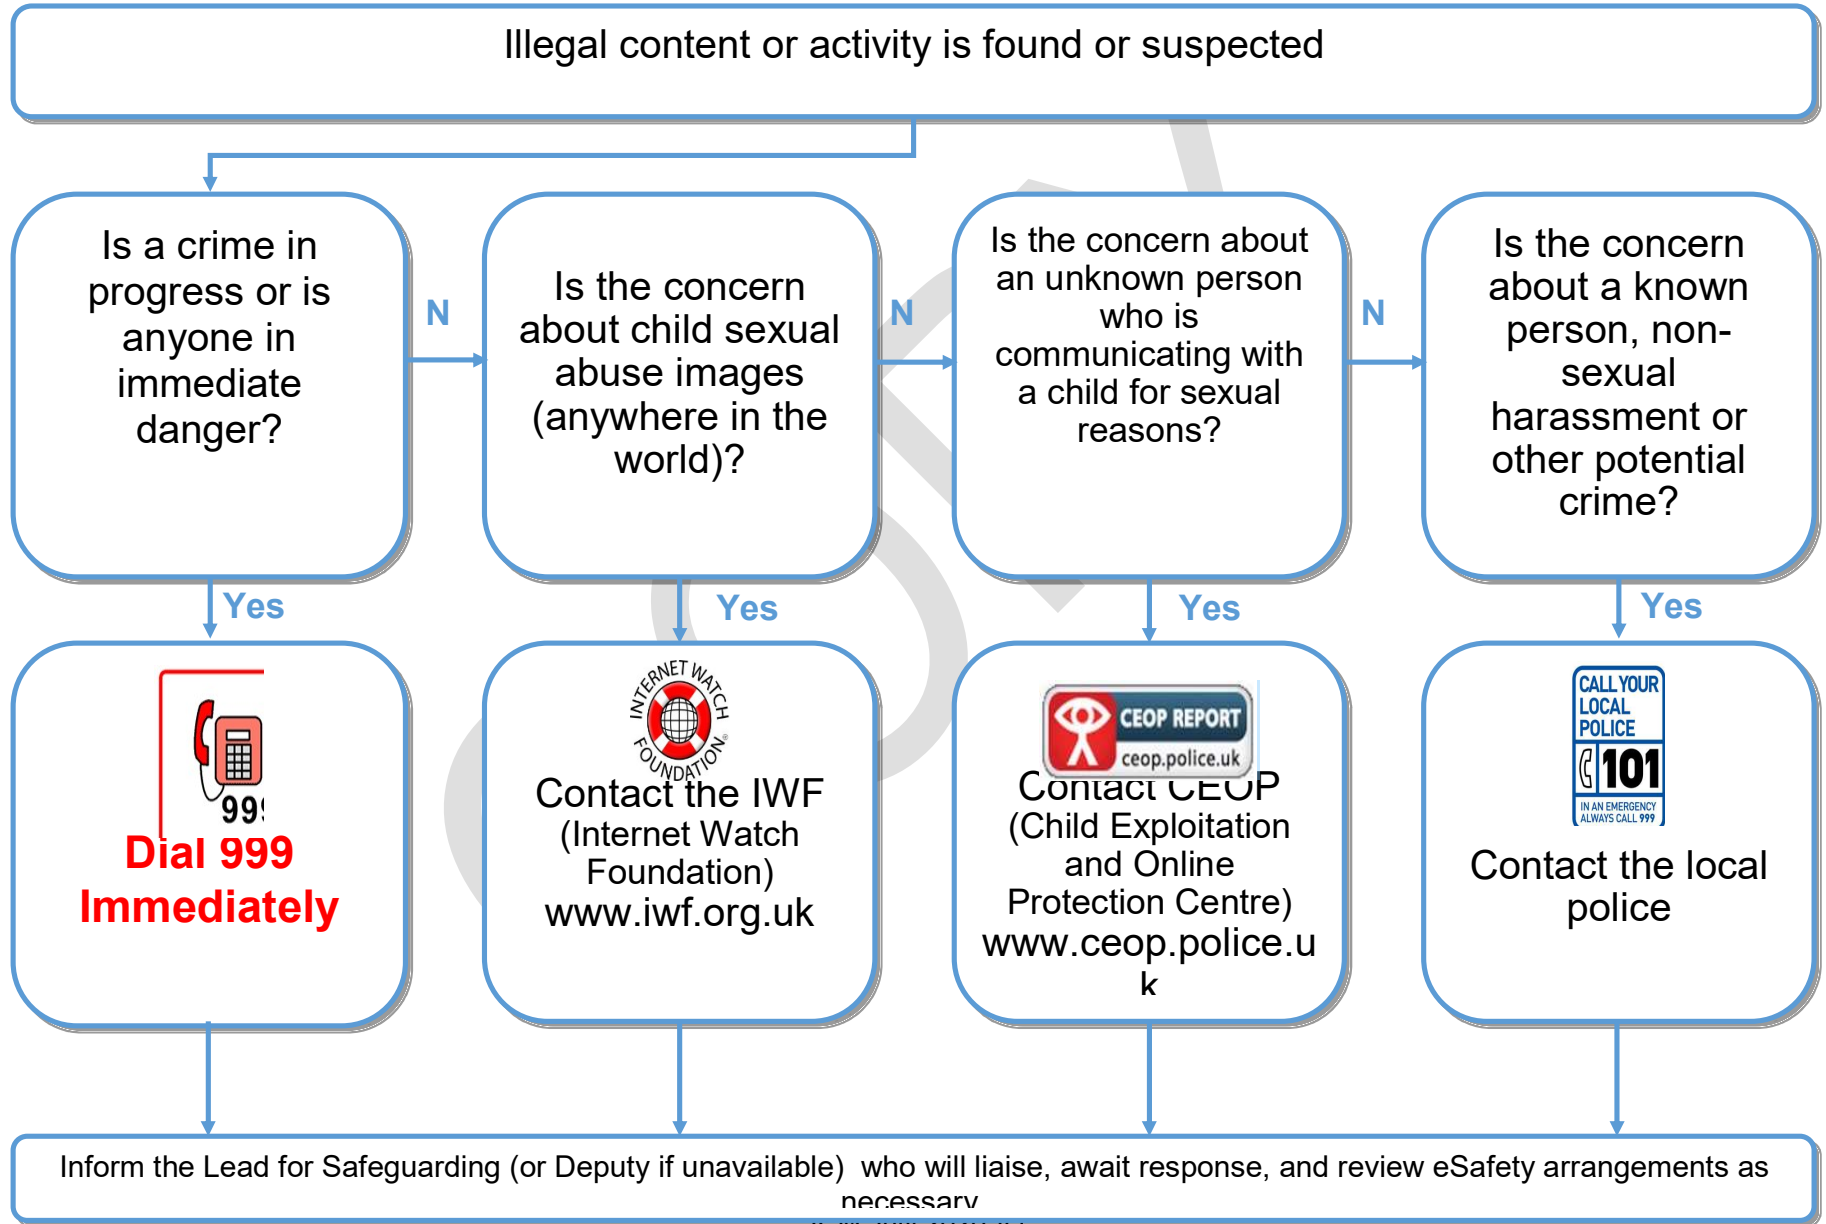 Illegal content or activity is found or suspected
Is a crime in
progress or is
anyone in
immediate
danger?
N
Is the concern
about child sexual
abuse images
(anywhere in the
world)?
N
Is the concern about
an unknown person
who is
communicating with
a child for sexual
reasons?
N
Is the concern
about a known
person, non-
sexual
harassment or
other potential
crime?
Yes
Yes
Yes
Yes
999
Dial 999
Immediately
INTERNET WATCH
FOUNDATION®
Contact the IWF
(Internet Watch
Foundation)
www.iwf.org.uk
CEOP REPORT
ceop.police.uk
Contact CEOP
(Child Exploitation
and Online
Protection Centre)
www.ceop.police.u
k
CALL YOUR
LOCAL
POLICE
101
IN AN EMERGENCY
ALWAYS CALL 999
Contact the local
police
Inform the Lead for Safeguarding (or Deputy if unavailable)  who will liaise, await response, and review eSafety arrangements as
necessary